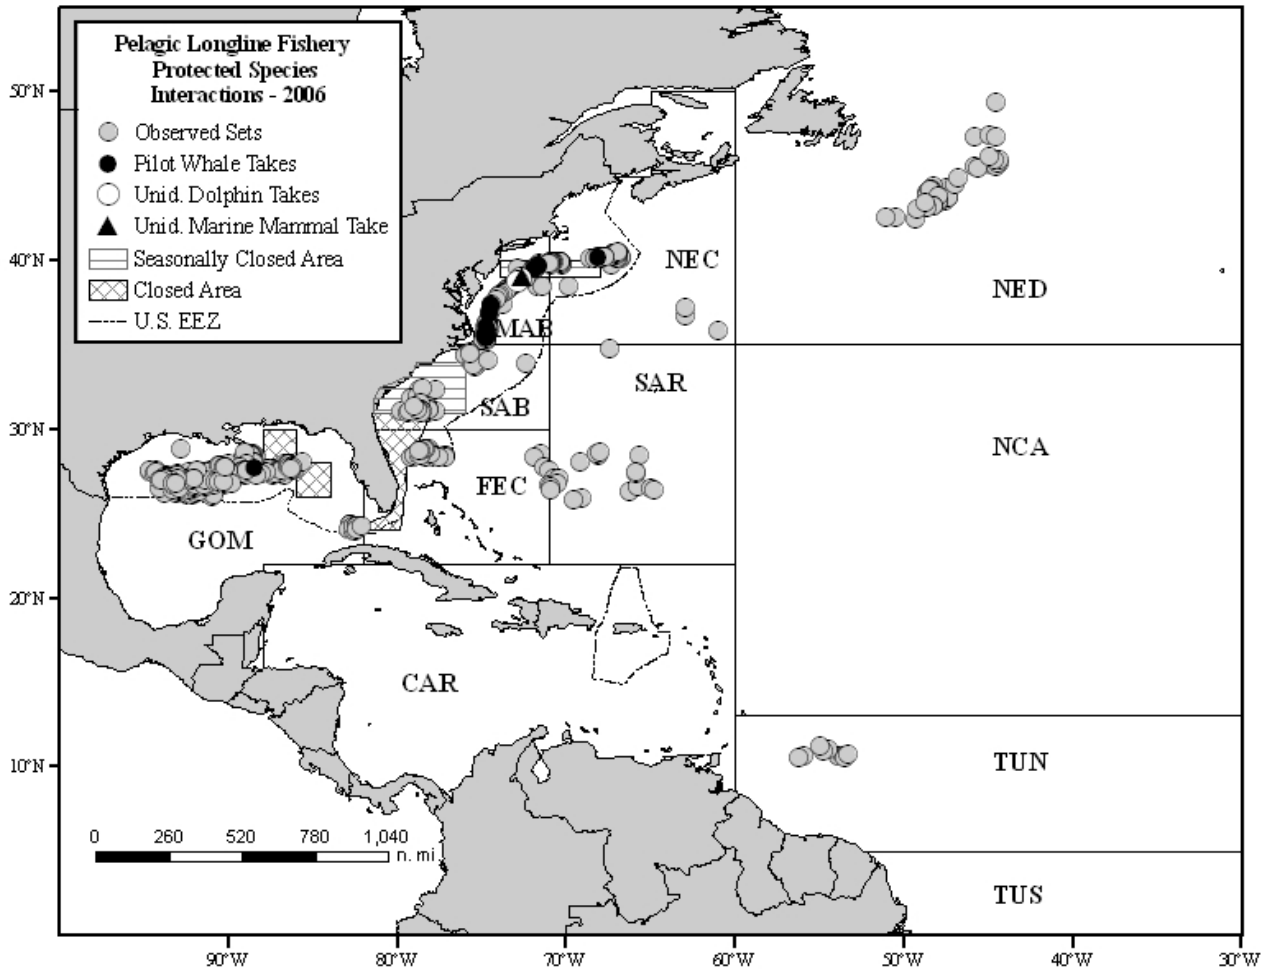 Pelagic Longline Fishery
Protected Species
Interactions - 2006
Observed Sets
Pilot Whale Takes
Unid. Dolphin Takes
Unid. Marine Mammal Take
Seasonally Closed Area
Closed Area
U.S. EEZ
50°N
40°N
30°N
20°N
10°N
NEC
NED
MAB
SAR
SAB
NCA
FEC
GOM
CAR
TUN
TUS
0 260 520 780 1,040
n. mi.
90°W 80°W 70°W 60°W 50°W 40°W 30°W